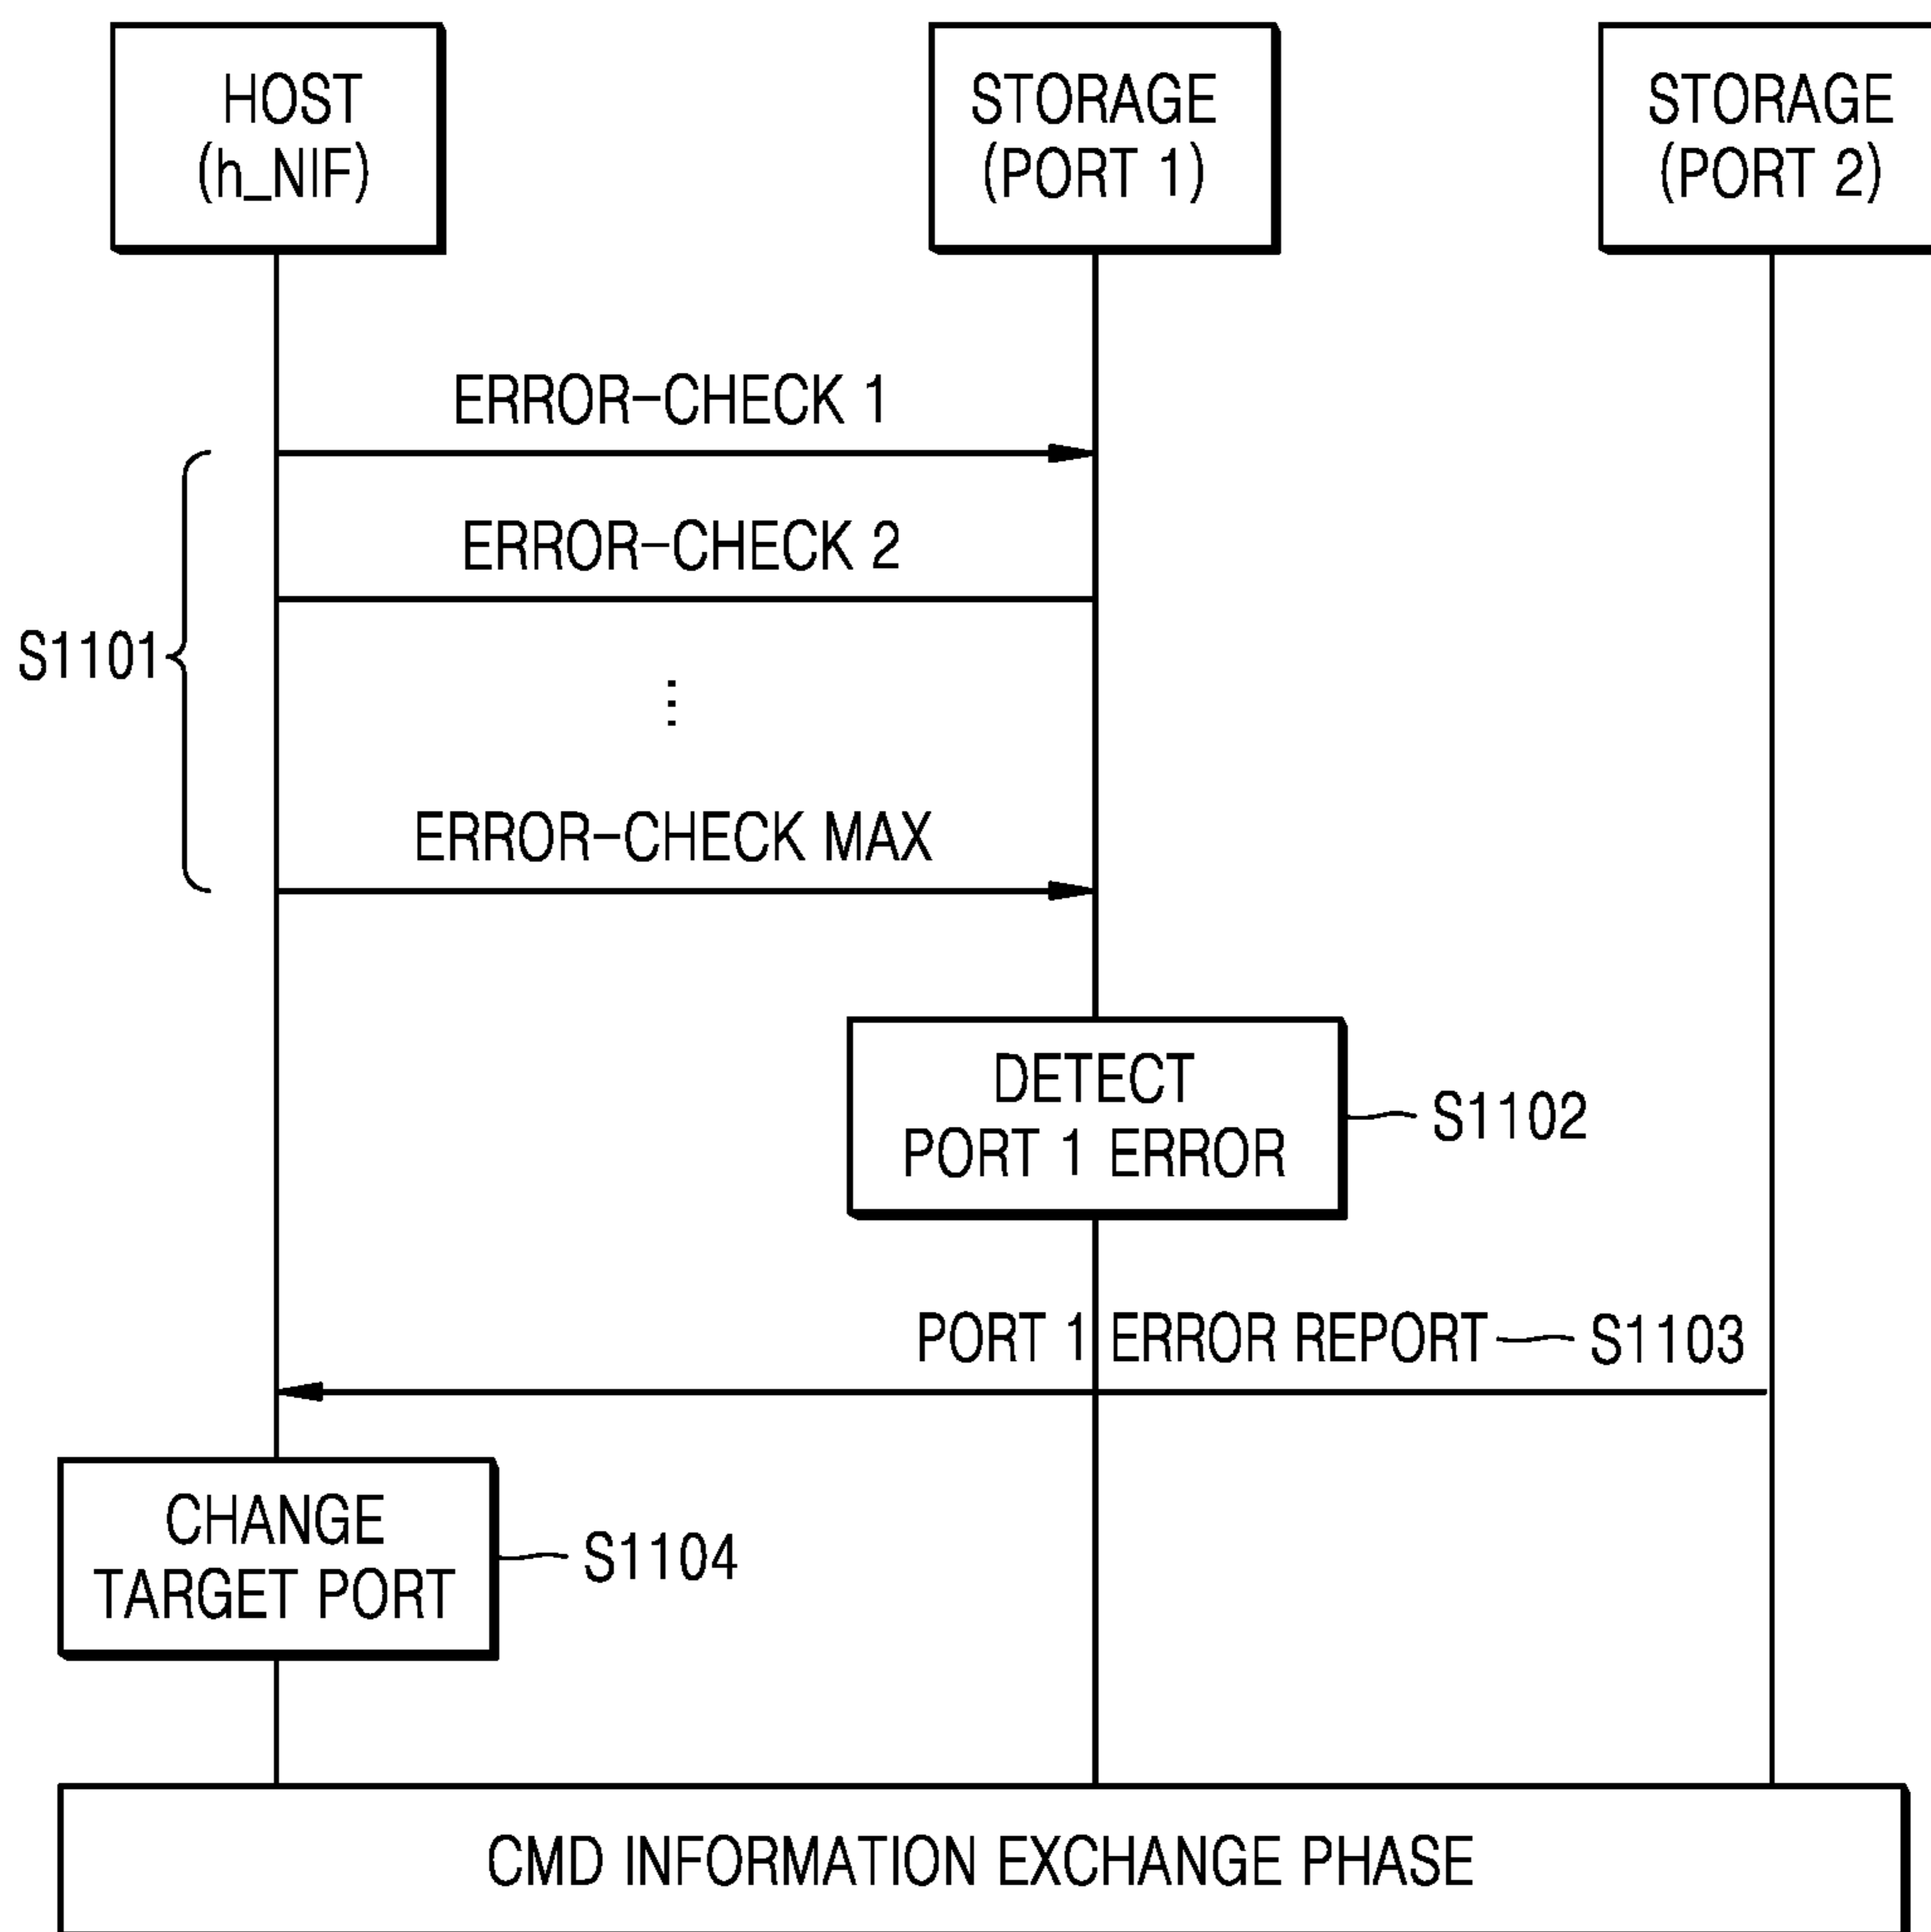 HOST
(h_NIF)
STORAGE
(PORT 1)
STORAGE
(PORT 2)
ERROR-CHECK 1
ERROR-CHECK 2
S1101
⋮
ERROR-CHECK MAX
DETECT
PORT 1 ERROR
S1102
PORT 1 ERROR REPORT
S1103
CHANGE
TARGET PORT
S1104
CMD INFORMATION EXCHANGE PHASE